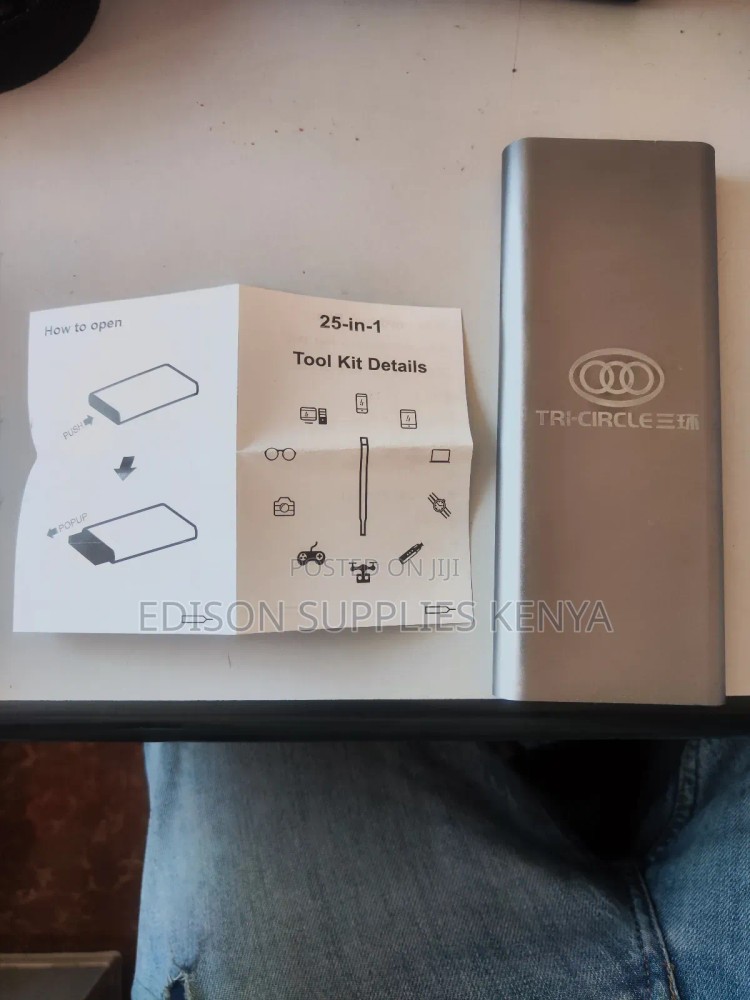 How to open
PUSH
POPUP
25-in-1
Tool Kit Details
TRI-CIRCLE三环
POSTED ON JIJI
EDISON SUPPLIES KENYA